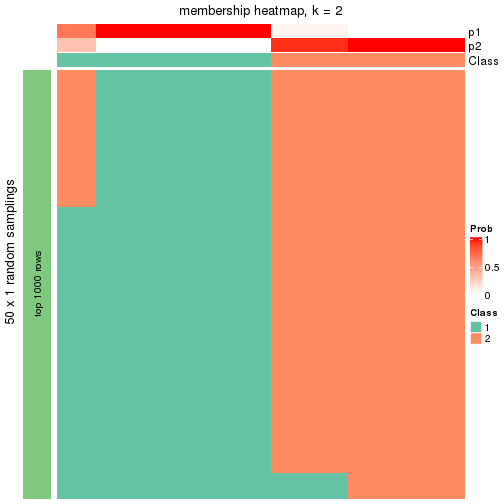 membership heatmap, k = 2
p1
p2
Class
50 x 1 random samplings
top 1000 rows
Prob
1
0.5
0
Class
1
2